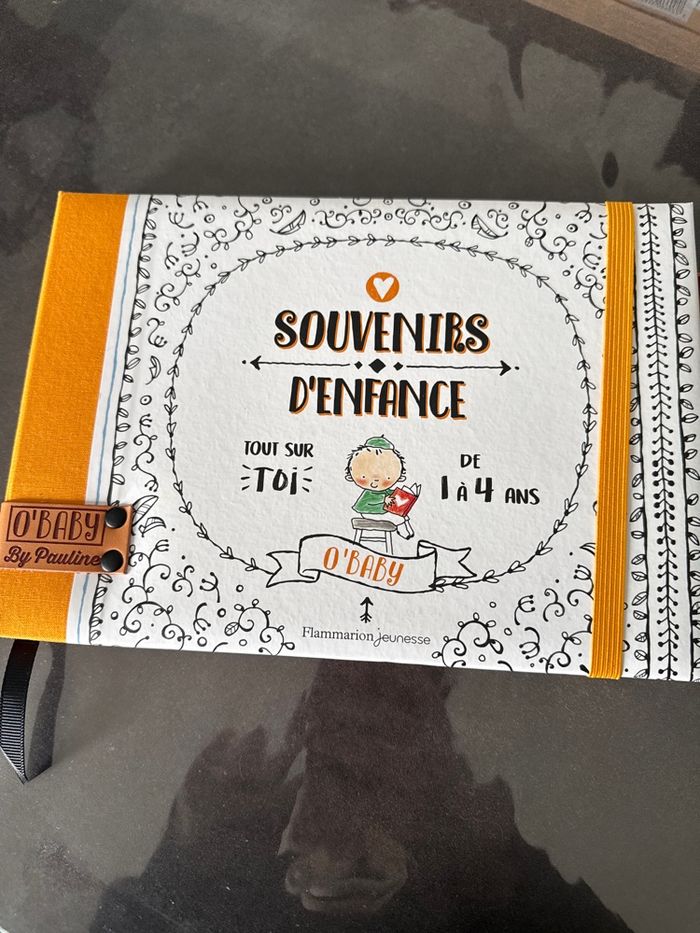 SOUVENIRS
D'ENFANCE
TOUT SUR
TOI
DE
1 À 4 ANS
O'BABY
Flammarion Jeunesse
O'BABY
By Pauline